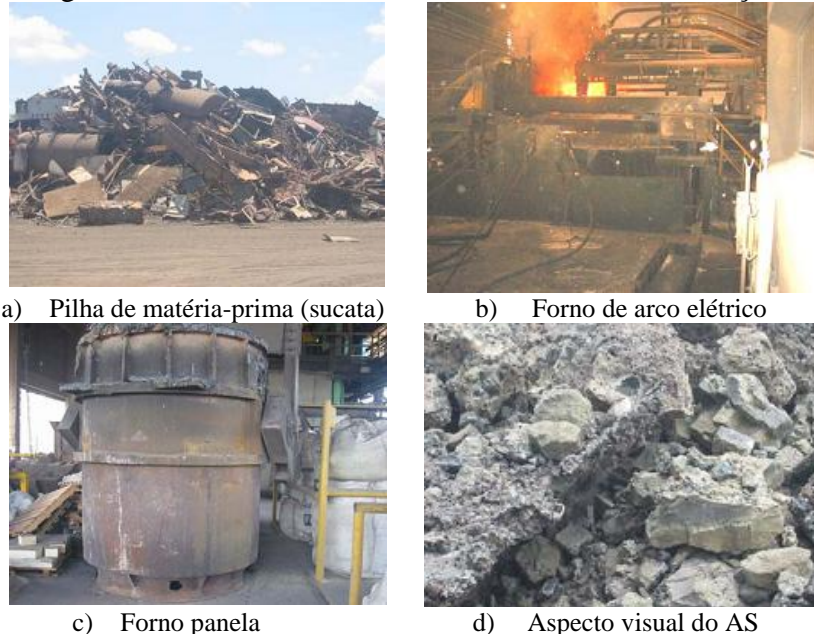 a) Pilha de matéria-prima (sucata)
b) Forno de arco elétrico
c) Forno panela
d) Aspecto visual do AS